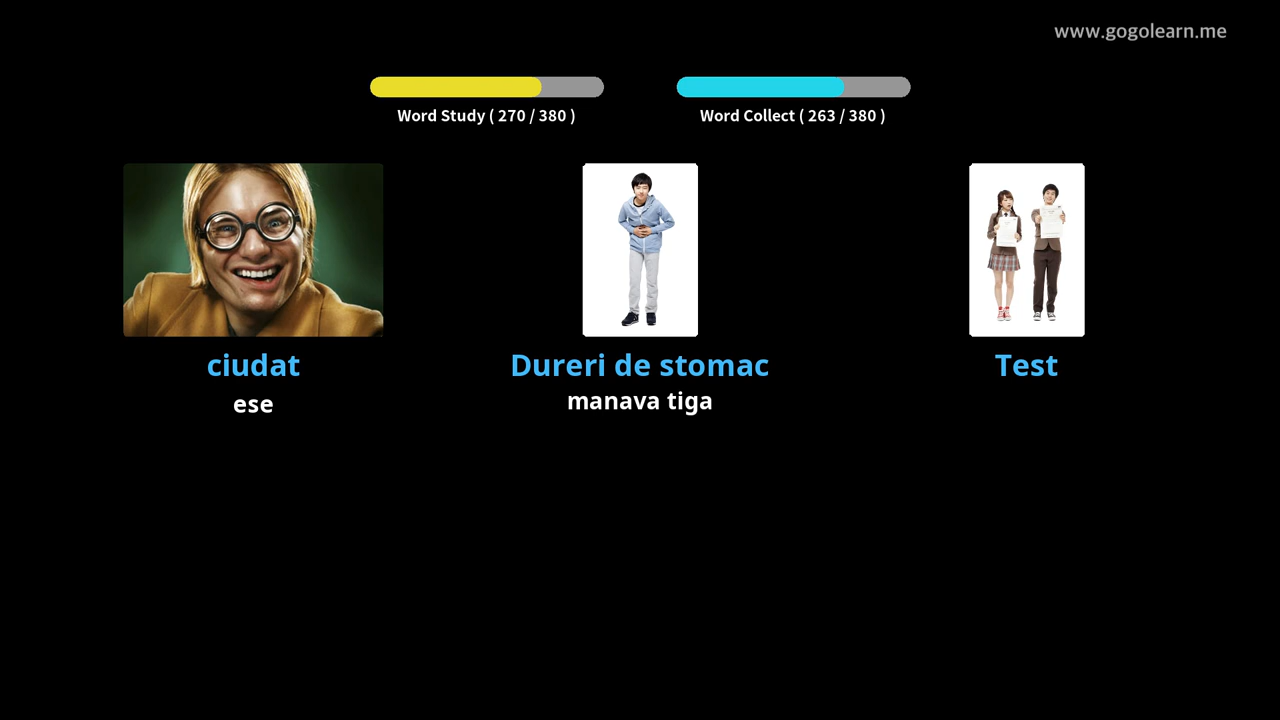 www.gogolearn.me
Word Study ( 270 / 380 )
Word Collect ( 263 / 380 )
ciudat
ese
Dureri de stomac
manava tiga
Test